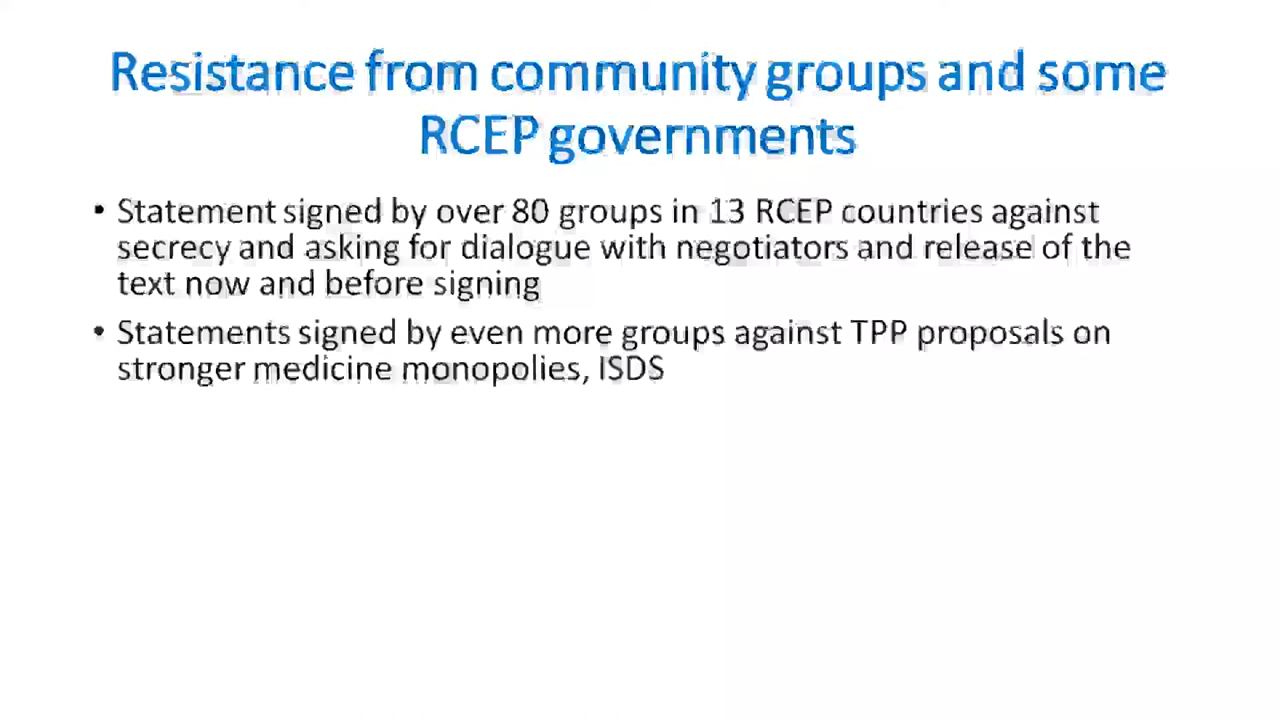 Resistance from community groups and some
RCEP governments
• Statement signed by over 80 groups in 13 RCEP countries against
secrecy and asking for dialogue with negotiators and release of the
text now and before signing
• Statements signed by even more groups against TPP proposals on
stronger medicine monopolies, ISDS